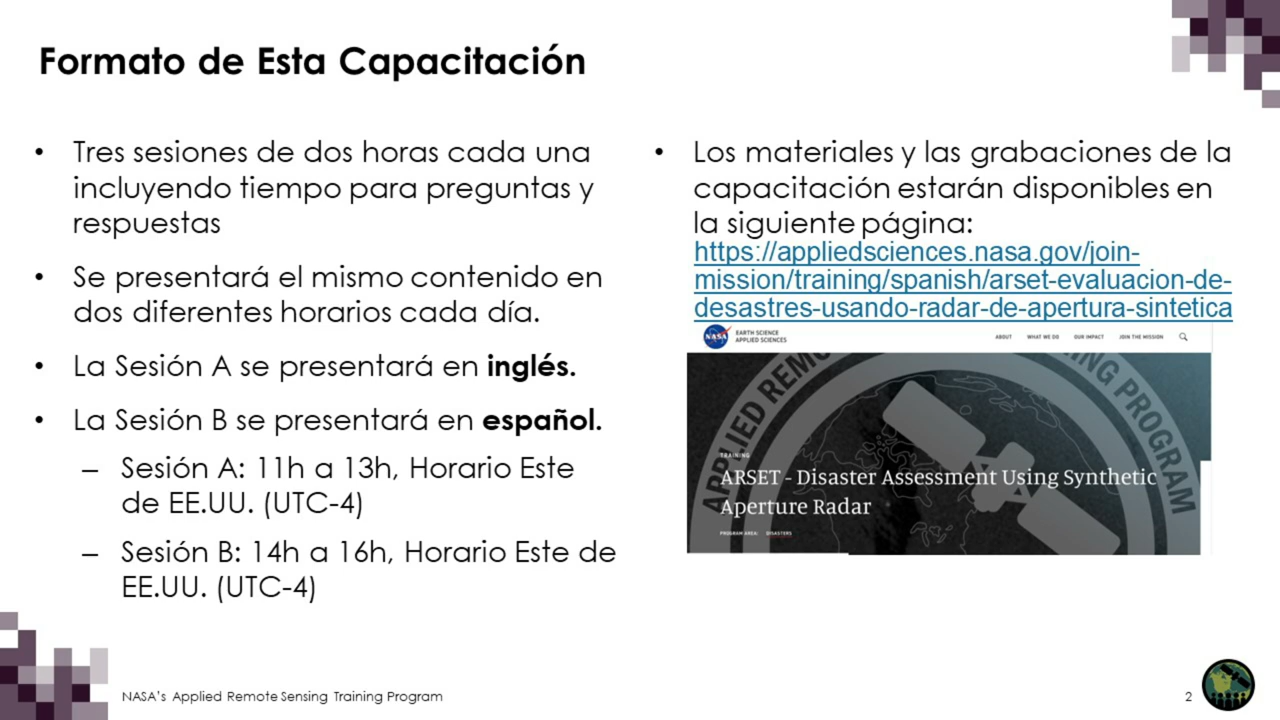 Formato de Esta Capacitación
• Tres sesiones de dos horas cada una
incluyendo tiempo para preguntas y
respuestas
• Se presentará el mismo contenido en
dos diferentes horarios cada día.
• La Sesión A se presentará en inglés.
• La Sesión B se presentará en español.
– Sesión A: 11h a 13h, Horario Este
de EE.UU. (UTC-4)
– Sesión B: 14h a 16h, Horario Este de
EE.UU. (UTC-4)
• Los materiales y las grabaciones de la
capacitación estarán disponibles en
la siguiente página:
https://appliedsciences.nasa.gov/join-
mission/training/spanish/arset-evaluacion-de-
desastres-usando-radar-de-apertura-sintetica
NASA
EARTH SCIENCE
APPLIED SCIENCES
ABOUT WHAT WE DO OUR IMPACT JOIN THE MISSION
APPLIED REMO
NING PROGRAM
TRAINING
ARSET - Disaster Assessment Using Synthetic
Aperture Radar
PROGRAM AREA: DISASTERS
NASA's Applied Remote Sensing Training Program
2